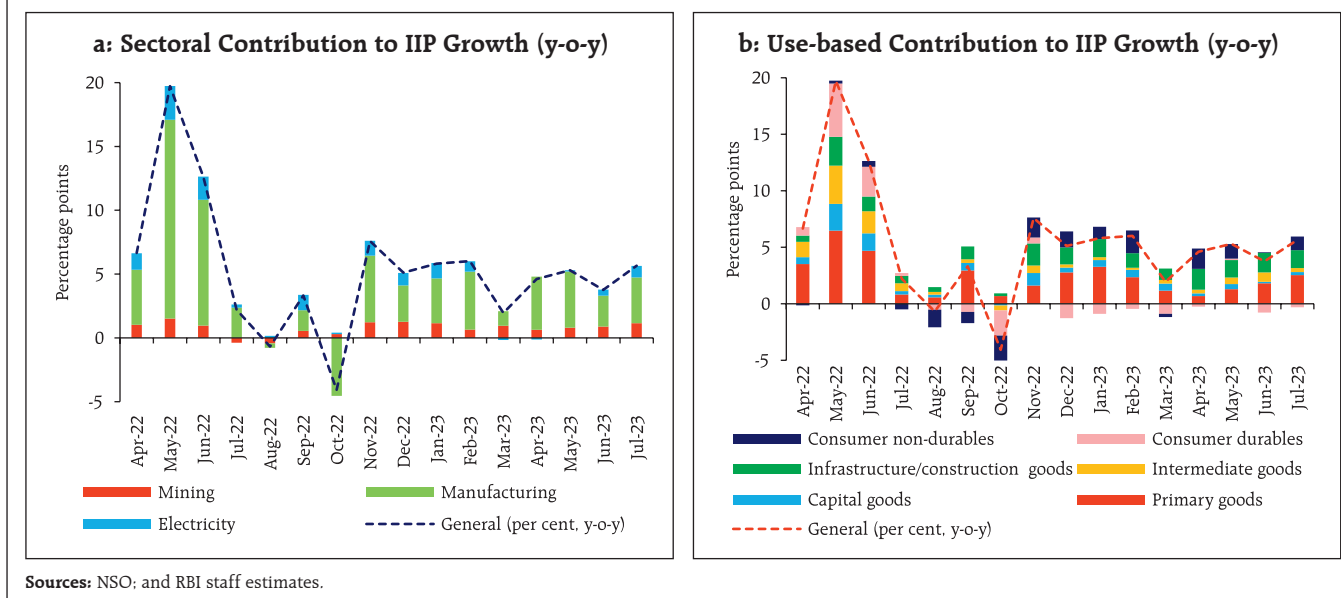 a: Sectoral Contribution to IIP Growth (y-o-y)
Percentage points
20
15
10
5
0
-5
Apr-22
May-22
Jun-22
Jul-22
Aug-22
Sep-22
Oct-22
Nov-22
Dec-22
Jan-23
Feb-23
Mar-23
Apr-23
May-23
Jun-23
Jul-23
Mining
Manufacturing
Electricity
General (per cent, y-o-y)
b: Use-based Contribution to IIP Growth (y-o-y)
Percentage points
20
15
10
5
0
-5
Apr-22
May-22
Jun-22
Jul-22
Aug-22
Sep-22
Oct-22
Nov-22
Dec-22
Jan-23
Feb-23
Mar-23
Apr-23
May-23
Jun-23
Jul-23
Consumer non-durables
Consumer durables
Infrastructure/construction goods
Intermediate goods
Capital goods
Primary goods
General (per cent, y-o-y)
Sources: NSO; and RBI staff estimates.